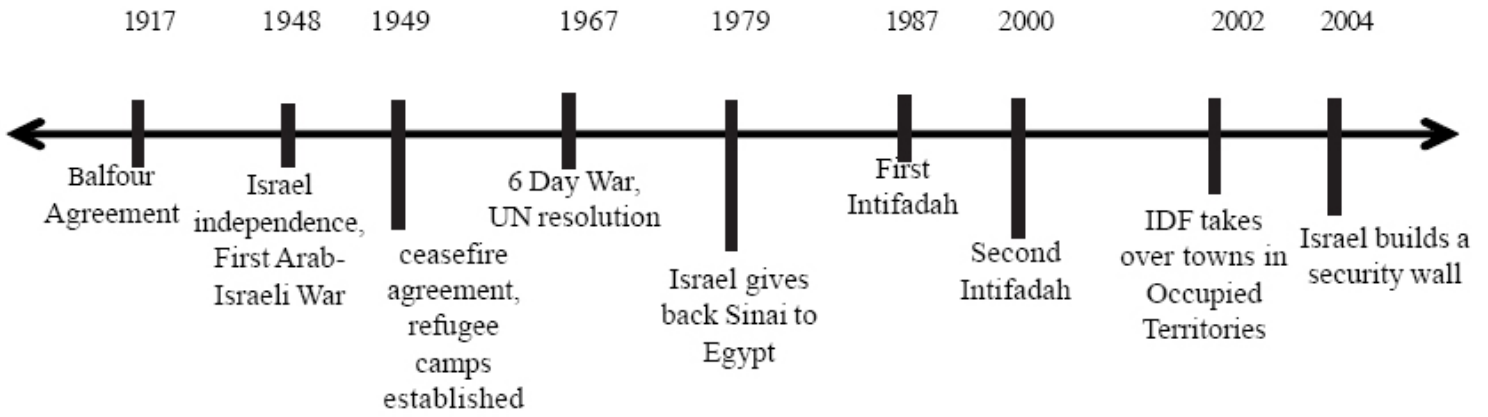 1917 1948 1949 1967 1979 1987 2000 2002 2004
Balfour
Agreement
Israel
independence,
First Arab-
Israeli War
ceasefire
agreement,
refugee
camps
established
6 Day War,
UN resolution
Israel gives
back Sinai to
Egypt
First
Intifadah
Second
Intifadah
IDF takes
over towns in
Occupied
Territories
Israel builds a
security wall